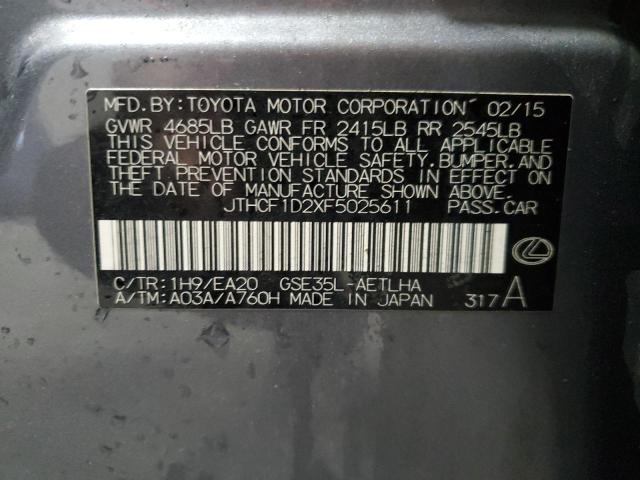 MFD. BY: TOYOTA MOTOR CORPORATION 02/15
GVWR 4685LB GAWR FR 2415LB RR 2545LB
THIS VEHICLE CONFORMS TO ALL APPLICABLE
FEDERAL MOTOR VEHICLE SAFETY, BUMPER, AND
THEFT PREVENTION STANDARDS IN EFFECT ON
THE DATE OF MANUFACTURE SHOWN ABOVE.
JTHCF1D2XF5025611 PASS. CAR
C/TR: 1H9/EA20 GSE35L-AETLHA
A/TM: A03A/A760H MADE IN JAPAN 317A